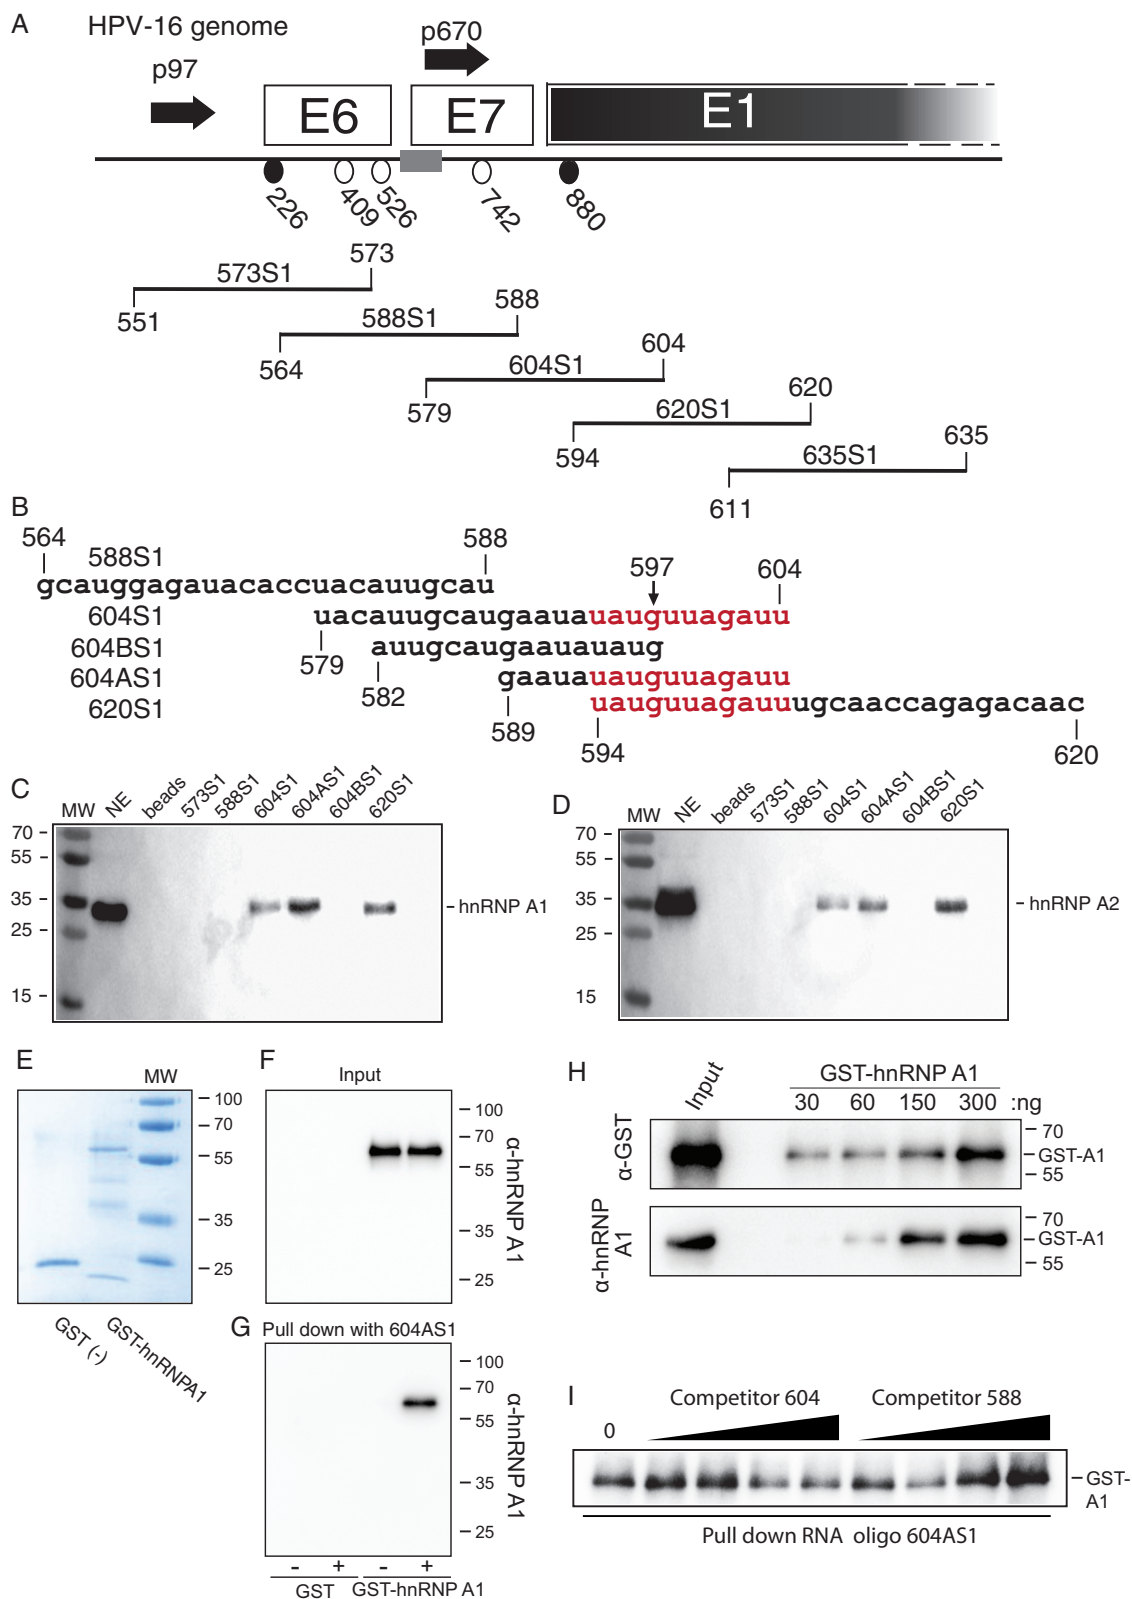 A
HPV-16 genome
p97
p670
E6
E7
E1
226
409
526
742
880
573S1
573
551
588S1
588
564
604S1
604
579
620S1
620
594
635S1
635
611
B
564
588S1
588
gcauggagauacaccuacauugcau
597
604
604S1
uacauugcaugaauauauguuagauu
579
604BS1
auugcaugaauauaug
582
604AS1
gaauauauguuagauu
589
620S1
uauguuagauuugcaaccagagacaac
594
620
C
MW
NE
beads
573S1
588S1
604S1
604AS1
604BS1
620S1
70
55
35
25
15
hnRNP A1
D
MW
NE
beads
573S1
588S1
604S1
604AS1
604BS1
620S1
70
55
35
25
15
hnRNP A2
E
MW
100
70
55
35
25
GST (-)
GST-hnRNPA1
F
Input
100
70
55
35
25
α-hnRNP A1
G
Pull down with 604AS1
100
70
55
35
25
α-hnRNP A1
- + - +
GST GST-hnRNP A1
H
Input
GST-hnRNP A1
30 60 150 300 :ng
α-GST
70
GST-A1
55
α-hnRNP
A1
70
GST-A1
55
I
Competitor 604
Competitor 588
0
GST-
A1
Pull down RNA oligo 604AS1